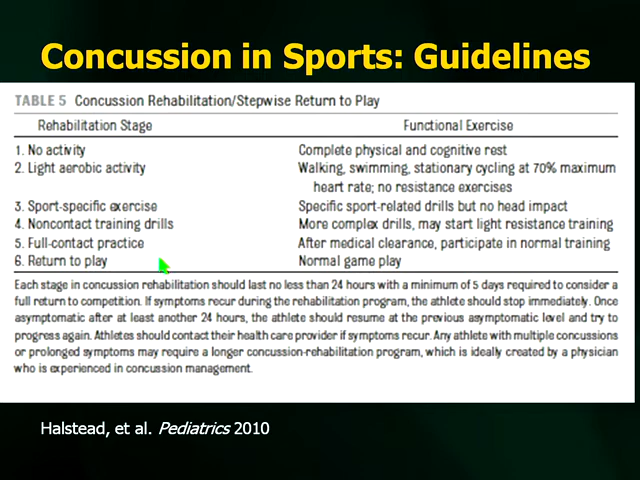 Concussion in Sports: Guidelines
TABLE 5 Concussion Rehabilitation/Stepwise Return to Play
Rehabilitation Stage Functional Exercise
1. No activity Complete physical and cognitive rest
2. Light aerobic activity Walking, swimming, stationary cycling at 70% maximum
heart rate; no resistance exercises
3. Sport-specific exercise Specific sport-related drills but no head impact
4. Noncontact training drills More complex drills, may start light resistance training
5. Full-contact practice After medical clearance, participate in normal training
6. Return to play Normal game play
Each stage in concussion rehabilitation should last no less than 24 hours with a minimum of 5 days required to consider a
full return to competition. If symptoms recur during the rehabilitation program, the athlete should stop immediately. Once
asymptomatic after at least another 24 hours, the athlete should resume at the previous asymptomatic level and try to
progress again. Athletes should contact their health care provider if symptoms recur. Any athlete with multiple concussions
or prolonged symptoms may require a longer concussion-rehabilitation program, which is ideally created by a physician
who is experienced in concussion management.
Halstead, et al. Pediatrics 2010